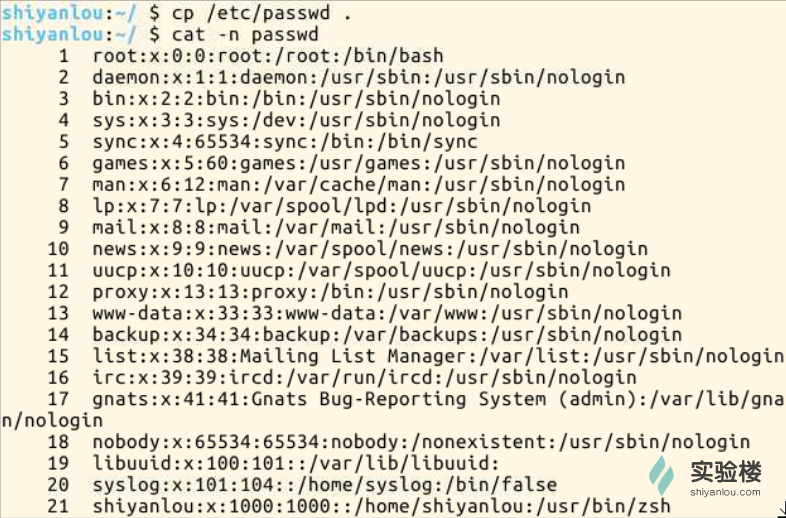 shiyanlou:~/ $ cp /etc/passwd .
shiyanlou:~/ $ cat -n passwd
1 root:x:0:0:root:/root:/bin/bash
2 daemon:x:1:1:daemon:/usr/sbin:/usr/sbin/nologin
3 bin:x:2:2:bin:/bin:/usr/sbin/nologin
4 sys:x:3:3:sys:/dev:/usr/sbin/nologin
5 sync:x:4:65534:sync:/bin:/bin/sync
6 games:x:5:60:games:/usr/games:/usr/sbin/nologin
7 man:x:6:12:man:/var/cache/man:/usr/sbin/nologin
8 lp:x:7:7:lp:/var/spool/lpd:/usr/sbin/nologin
9 mail:x:8:8:mail:/var/mail:/usr/sbin/nologin
10 news:x:9:9:news:/var/spool/news:/usr/sbin/nologin
11 uucp:x:10:10:uucp:/var/spool/uucp:/usr/sbin/nologin
12 proxy:x:13:13:proxy:/bin:/usr/sbin/nologin
13 www-data:x:33:33:www-data:/var/www:/usr/sbin/nologin
14 backup:x:34:34:backup:/var/backups:/usr/sbin/nologin
15 list:x:38:38:Mailing List Manager:/var/list:/usr/sbin/nologin
16 irc:x:39:39:ircd:/var/run/ircd:/usr/sbin/nologin
17 gnats:x:41:41:Gnats Bug-Reporting System (admin):/var/lib/gna
n/nologin
18 nobody:x:65534:65534:nobody:/nonexistent:/usr/sbin/nologin
19 libuuid:x:100:101::/var/lib/libuuid:
20 syslog:x:101:104::/home/syslog:/bin/false
21 shiyanlou:x:1000:1000::/home/shiyanlou:/usr/bin/zsh
实验楼
shiyanlou.com